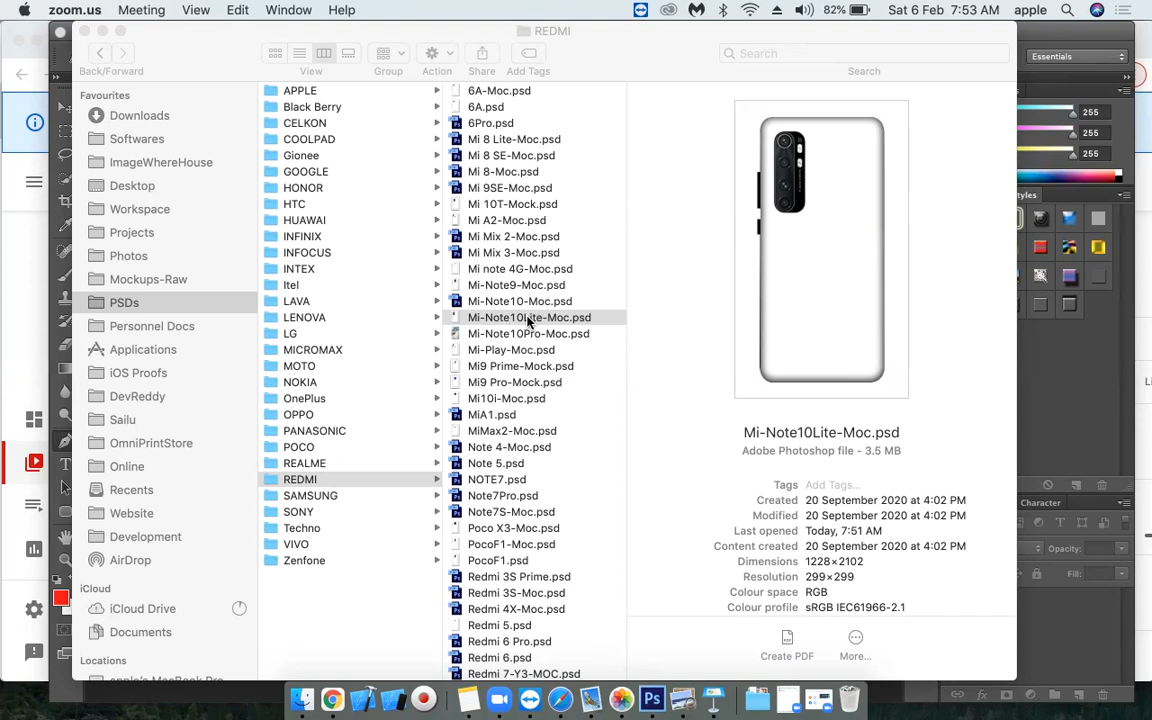 zoom.us Meeting View Edit Window Help 82% Sat 6 Feb 7:53 AM apple
REDMI
Back/Forward View Group Action Share Add Tags Search
Search
Essentials
255
255
255
Styles
Character
Opacity:
Fill:
Favourites
Downloads
Softwares
ImageWhereHouse
Desktop
Workspace
Projects
Photos
Mockups-Raw
PSDs
Personnel Docs
Applications
iOS Proofs
DevReddy
Sailu
OmniPrintStore
Online
Recents
Website
Development
AirDrop
iCloud
iCloud Drive
Documents
Locations
apple's MacBook Pro
APPLE
Black Berry
CELKON
COOLPAD
Gionee
GOOGLE
HONOR
HTC
HUAWAI
INFINIX
INFOCUS
INTEX
Itel
LAVA
LENOVA
LG
MICROMAX
MOTO
NOKIA
OnePlus
OPPO
PANASONIC
POCO
REALME
REDMI
SAMSUNG
SONY
Techno
VIVO
Zenfone
6A-Moc.psd
6A.psd
6Pro.psd
Mi 8 Lite-Moc.psd
Mi 8 SE-Moc.psd
Mi 8-Moc.psd
Mi 9SE-Moc.psd
Mi 10T-Mock.psd
Mi A2-Moc.psd
Mi Mix 2-Moc.psd
Mi Mix 3-Moc.psd
Mi note 4G-Moc.psd
Mi-Note9-Moc.psd
Mi-Note10-Moc.psd
Mi-Note10Lite-Moc.psd
Mi-Note10Pro-Moc.psd
Mi-Play-Moc.psd
Mi9 Prime-Mock.psd
Mi9 Pro-Mock.psd
Mi10i-Moc.psd
MiA1.psd
MiMax2-Moc.psd
Note 4-Moc.psd
Note 5.psd
NOTE7.psd
Note7Pro.psd
Note7S-Moc.psd
Poco X3-Moc.psd
PocoF1-Moc.psd
PocoF1.psd
Redmi 3S Prime.psd
Redmi 3S-Moc.psd
Redmi 4X-Moc.psd
Redmi 5.psd
Redmi 6 Pro.psd
Redmi 6.psd
Redmi 7-Y3-MOC.psd
Mi-Note10Lite-Moc.psd
Adobe Photoshop file - 3.5 MB
Tags Add Tags...
Created 20 September 2020 at 4:02 PM
Modified 20 September 2020 at 4:02 PM
Last opened Today, 7:51 AM
Content created 20 September 2020 at 4:02 PM
Dimensions 1228×2102
Resolution 299×299
Colour space RGB
Colour profile sRGB IEC61966-2.1
Create PDF More...